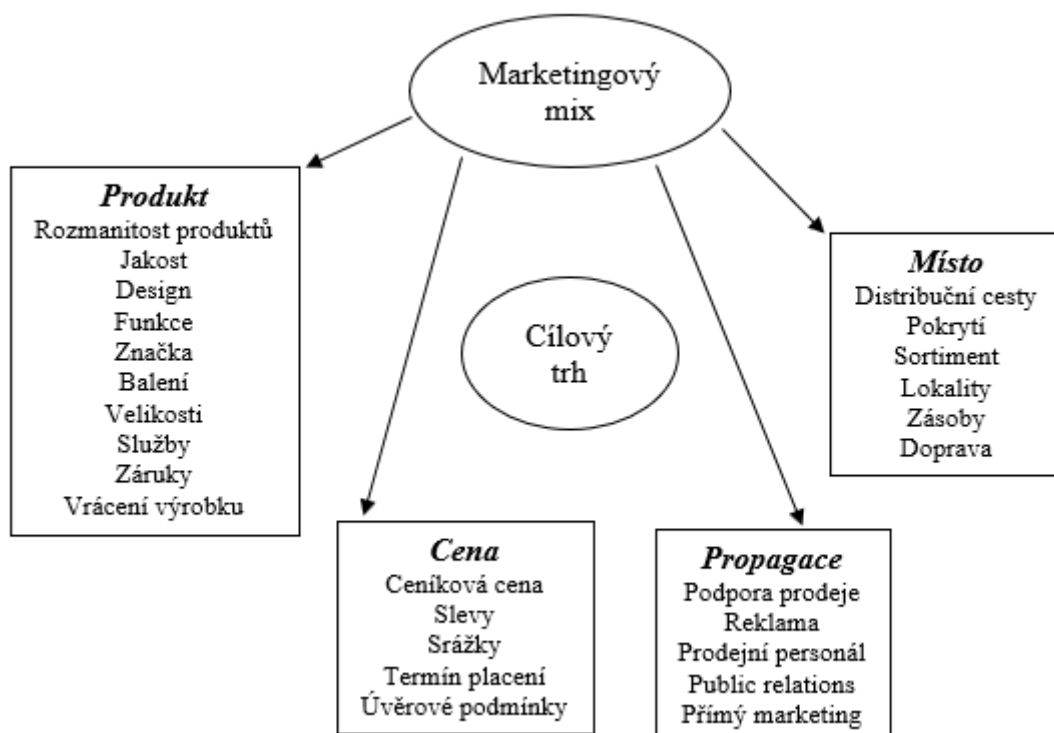 Marketingový
mix
Produkt
Rozmanitost produktů
Jakost
Design
Funkce
Značka
Balení
Velikosti
Služby
Záruky
Vrácení výrobku
Cílový
trh
Místo
Distribuční cesty
Pokrytí
Sortiment
Lokality
Zásoby
Doprava
Cena
Ceníková cena
Slevy
Srážky
Termín placení
Úvěrové podmínky
Propagace
Podpora prodeje
Reklama
Prodejní personál
Public relations
Přímý marketing